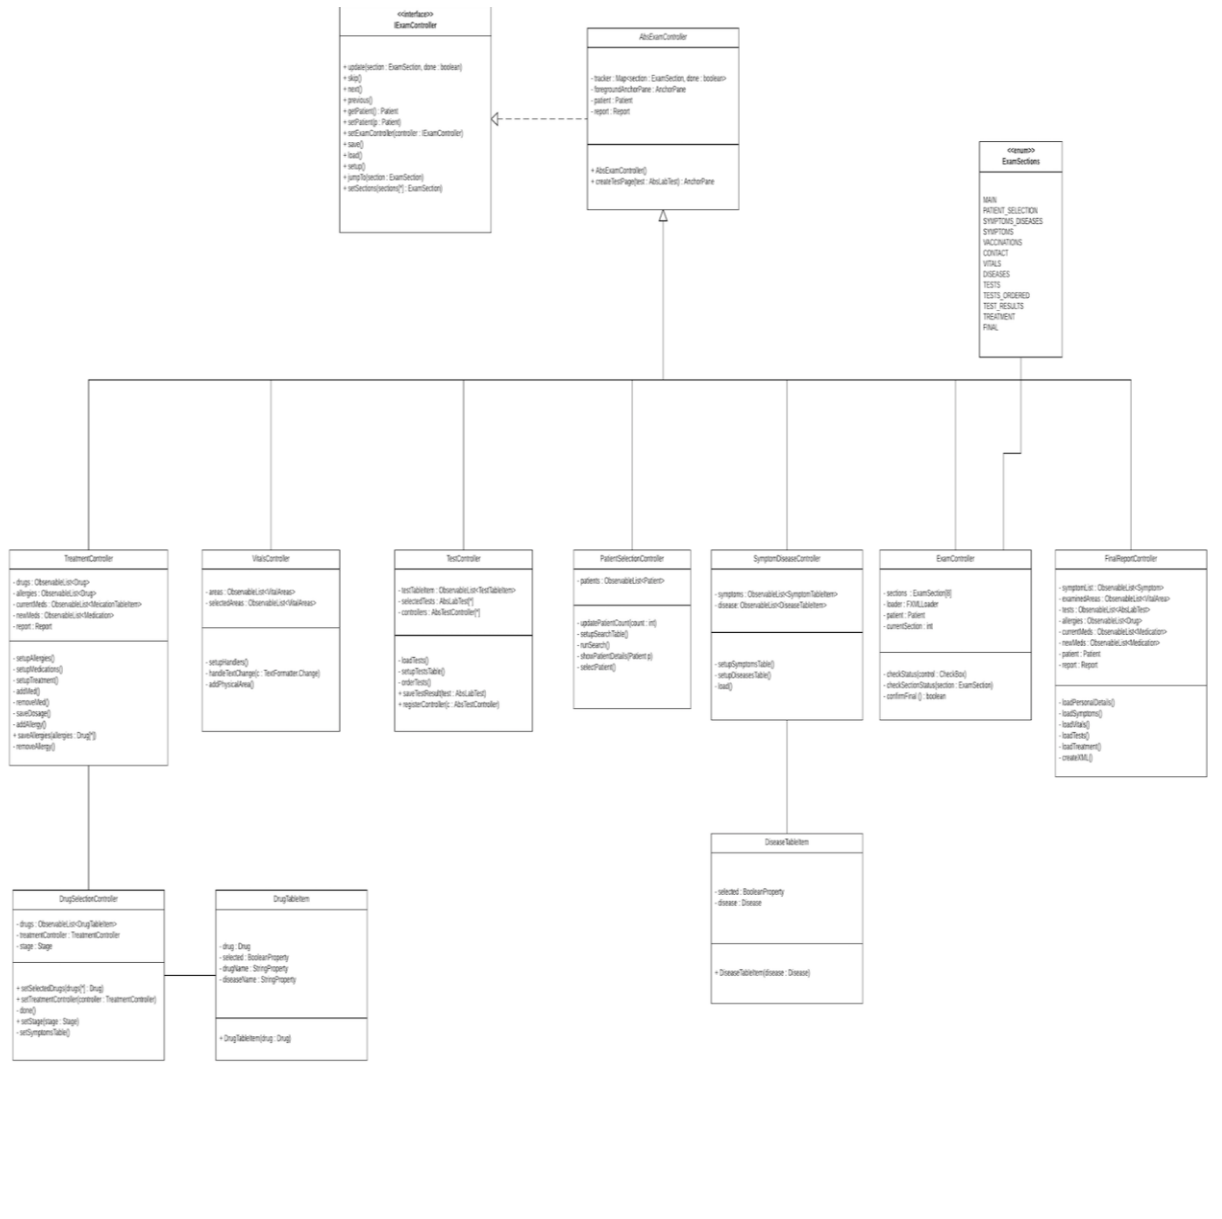 <<interface>>
IExamController
+ update(section : ExamSection, done : boolean)
+ skip()
+ next()
+ previous()
+ getPatient() : Patient
+ setPatient(p : Patient)
+ setExamController(controller : IExamController)
+ save()
+ load()
+ setup()
+ jumpTo(section : ExamSection)
+ setSections(sections[*] : ExamSection)
AbsExamController
- tracker : Map<section : ExamSection, done : boolean>
- foregroundAnchorPane : AnchorPane
- patient : Patient
- report : Report
+ AbsExamController()
+ createTestPage(test : AbsLabTest) : AnchorPane
<<enum>>
ExamSections
MAIN
PATIENT_SELECTION
SYMPTOMS_DISEASES
SYMPTOMS
VACCINATIONS
CONTACT
VITALS
DISEASES
TESTS
TESTS_ORDERED
TEST_RESULTS
TREATMENT
FINAL
TreatmentController
- drugs : ObservableList<Drug>
- allergies : ObservableList<Drug>
- currentMeds : ObservableList<MeicationTableItem>
- newMeds : ObservableList<Medication>
- report : Report
- setupAllergies()
- setupMedications()
- setupTreatment()
- addMed()
- removeMed()
- saveDosage()
- addAllergy()
+ saveAllergies(allergies : Drug[*])
- removeAllergy()
VitalsController
- areas : ObservableList<VitalAreas>
- selectedAreas : ObservableList<VitalAreas>
- setupHandlers()
- handleTextChange(c : TextFormatter.Change)
- addPhysicalArea()
TestController
- testTableItem : ObservableList<TestTableItem>
- selectedTests : AbsLabTest[*]
- controllers : AbsTestController[*]
- loadTests()
- setupTestsTable()
- orderTests()
+ saveTestResult(test : AbsLabTest)
+ registerController(c : AbsTestController)
PatientSelectionController
- patients : ObservableList<Patient>
- updatePatientCount(count : int)
- setupSearchTable()
- runSearch()
- showPatientDetails(Patient p)
- selectPatient()
SymptomDiseaseController
- symptoms : ObservableList<SymptomTableItem>
- disease: ObservableList<DiseaseTableItem>
- setupSymptomsTable()
- setupDiseasesTable()
- load()
ExamController
- sections : ExamSection[8]
- loader : FXMLLoader
- patient : Patient
- currentSection : int
- checkStatus(control : CheckBox)
- checkSectionStatus(section : ExamSection)
- confirmFinal () : boolean
FinalReportController
- symptomList : ObservableList<Symptom>
- examinedAreas : ObservableList<VitalArea>
- tests : ObservableList<AbsLabTest>
- allergies : ObservableList<Drug>
- currentMeds : ObservableList<Medication>
- newMeds : ObservableList<Medication>
- patient : Patient
- report : Report
- loadPersonalDetails()
- loadSymptoms()
- loadVitals()
- loadTests()
- loadTreatment()
- createXML()
DrugSelectionController
- drugs : ObservableList<DrugTableItem>
- treatmentController : TreatmentController
- stage : Stage
+ setSelectedDrugs(drugs[*] : Drug)
+ setTreatmentController(controller : TreatmentController)
- done()
+ setStage(stage : Stage)
- setSymptomsTable()
DrugTableItem
- drug : Drug
- selected : BooleanProperty
- drugName : StringProperty
- diseaseName : StringProperty
+ DrugTableItem(drug : Drug)
DiseaseTableItem
- selected : BooleanProperty
- disease : Disease
+ DiseaseTableItem(disease : Disease)